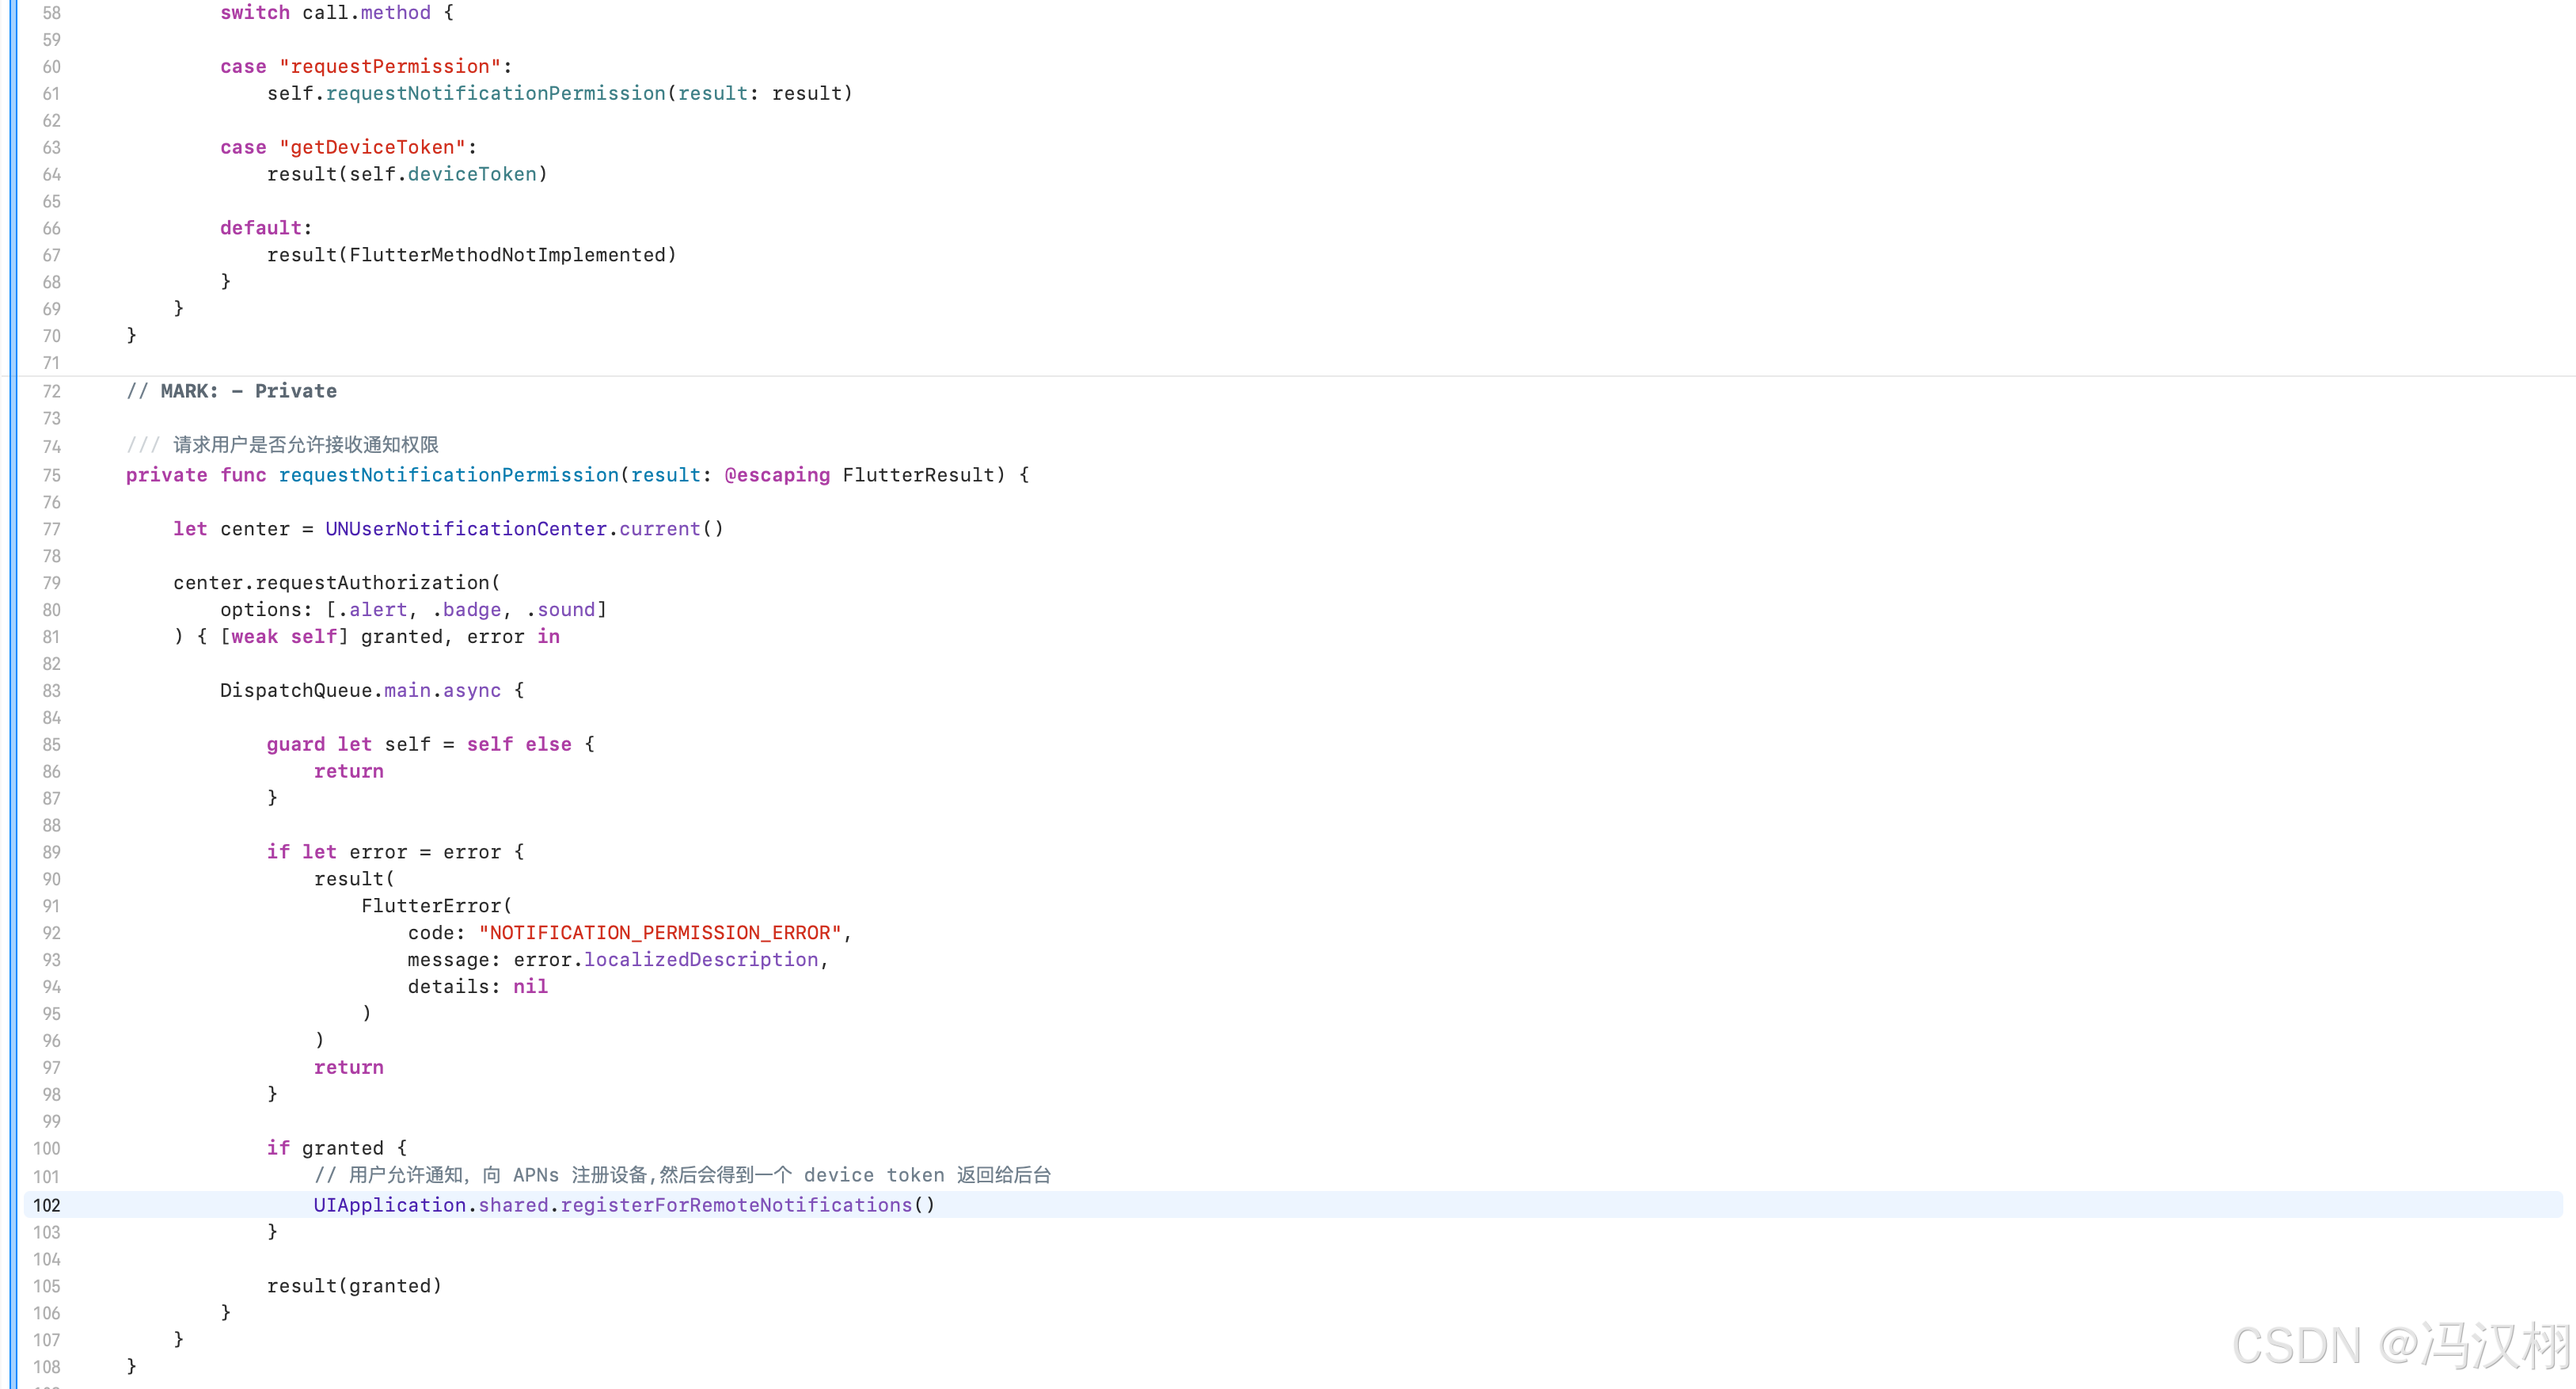 58 switch call.method {
59
60 case "requestPermission":
61 self.requestNotificationPermission(result: result)
62
63 case "getDeviceToken":
64 result(self.deviceToken)
65
66 default:
67 result(FlutterMethodNotImplemented)
68 }
69 }
70 }
71
72 // MARK: - Private
73
74 /// 请求用户是否允许接收通知权限
75 private func requestNotificationPermission(result: @escaping FlutterResult) {
76
77 let center = UNUserNotificationCenter.current()
78
79 center.requestAuthorization(
80 options: [.alert, .badge, .sound]
81 ) { [weak self] granted, error in
82
83 DispatchQueue.main.async {
84
85 guard let self = self else {
86 return
87 }
88
89 if let error = error {
90 result(
91 FlutterError(
92 code: "NOTIFICATION_PERMISSION_ERROR",
93 message: error.localizedDescription,
94 details: nil
95 )
96 )
97 return
98 }
99
100 if granted {
101 // 用户允许通知，向 APNs 注册设备,然后会得到一个 device token 返回给后台
102 UIApplication.shared.registerForRemoteNotifications()
103 }
104
105 result(granted)
106 }
107 }
108 }
CSDN @冯汉栩